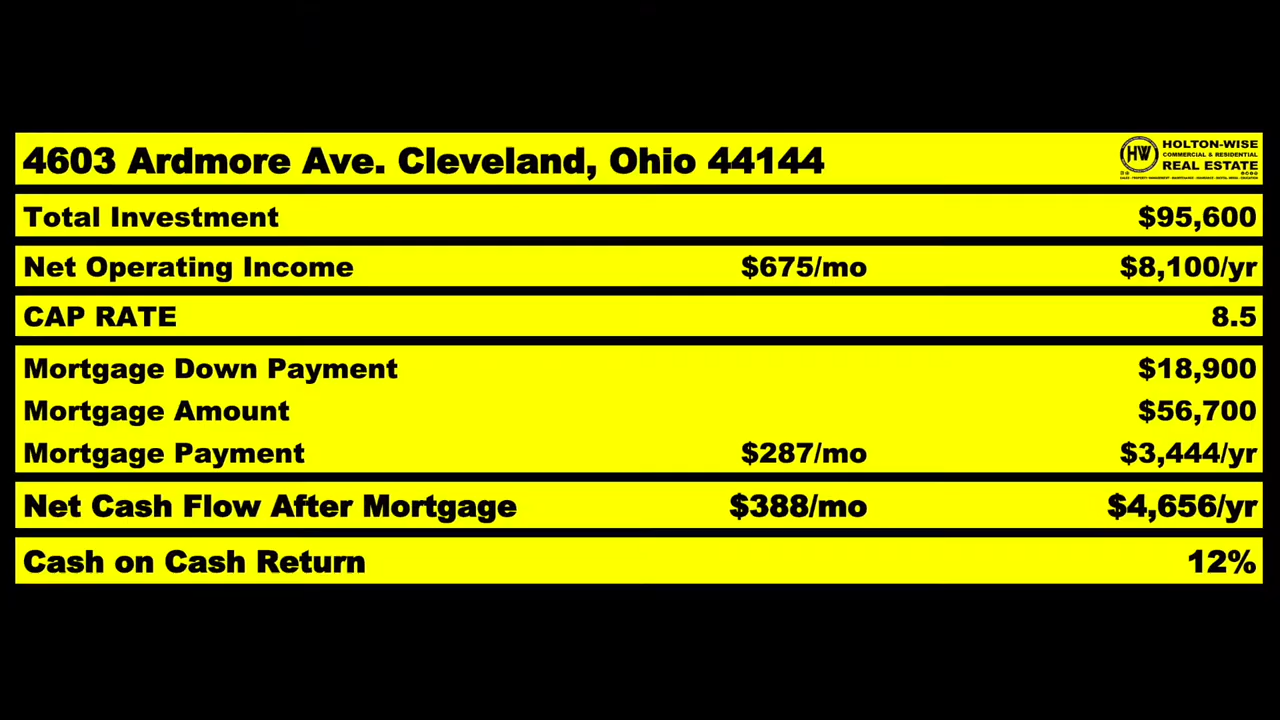 4603 Ardmore Ave. Cleveland, Ohio 44144
HW
HOLTON-WISE
COMMERCIAL & RESIDENTIAL
REAL ESTATE
Total Investment $95,600
Net Operating Income $675/mo $8,100/yr
CAP RATE 8.5
Mortgage Down Payment $18,900
Mortgage Amount $56,700
Mortgage Payment $287/mo $3,444/yr
Net Cash Flow After Mortgage $388/mo $4,656/yr
Cash on Cash Return 12%